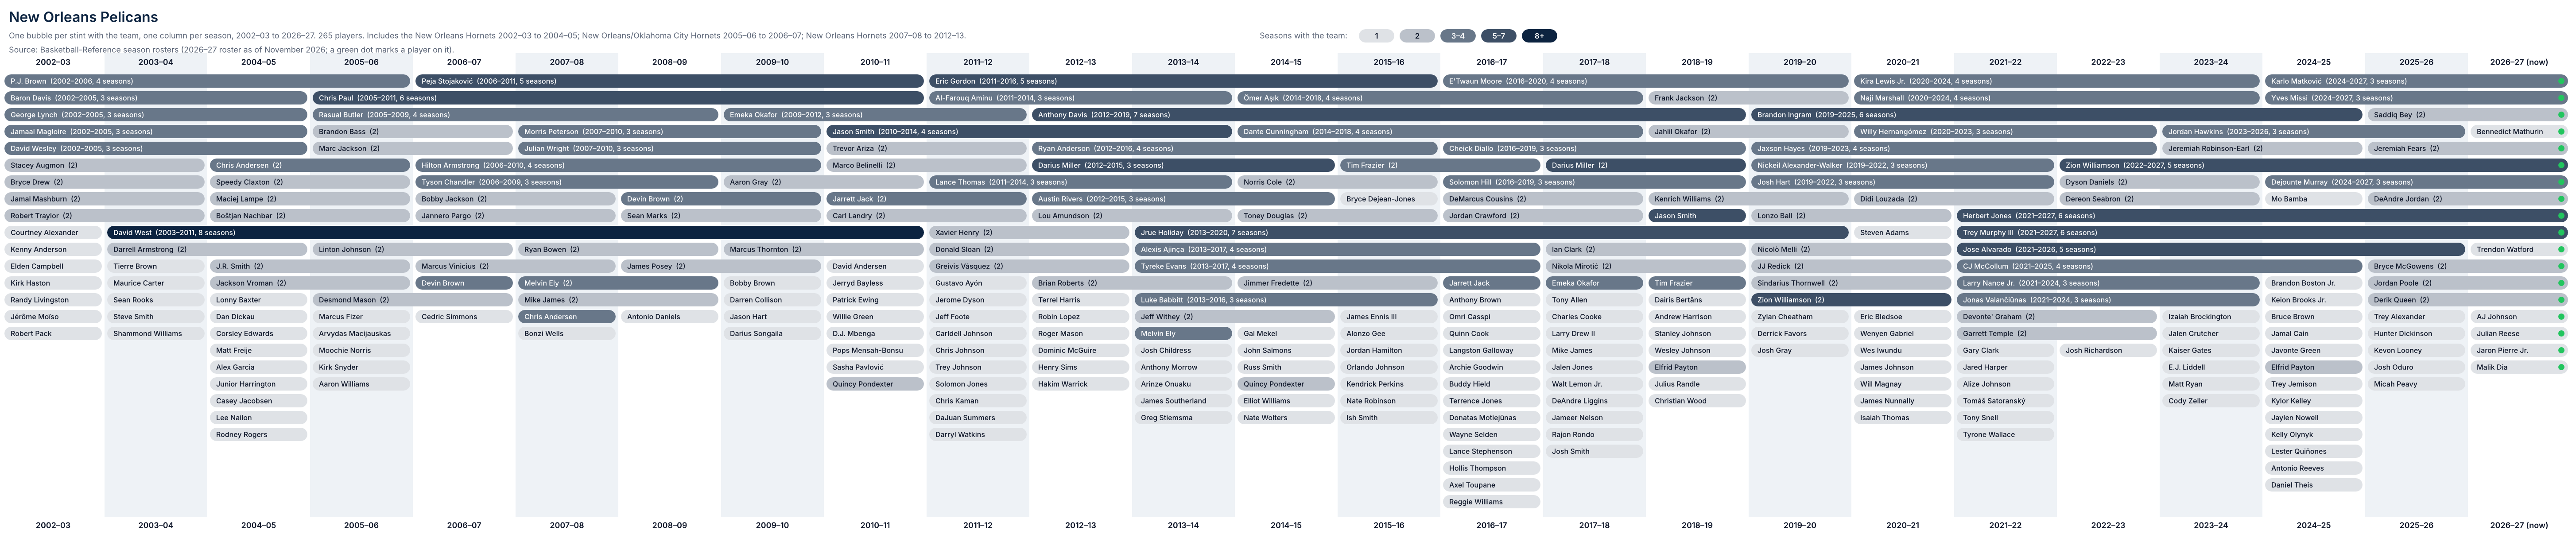 New Orleans Pelicans
One bubble per stint with the team, one column per season, 2002–03 to 2026–27. 265 players. Includes the New Orleans Hornets 2002–03 to 2004–05; New Orleans/Oklahoma City Hornets 2005–06 to 2006–07; New Orleans Hornets 2007–08 to 2012–13.
Seasons with the team: 1 2 3–4 5–7 8+
Source: Basketball-Reference season rosters (2026–27 roster as of November 2026; a green dot marks a player on it).
2002–03 2003–04 2004–05 2005–06 2006–07 2007–08 2008–09 2009–10 2010–11 2011–12 2012–13 2013–14 2014–15 2015–16 2016–17 2017–18 2018–19 2019–20 2020–21 2021–22 2022–23 2023–24 2024–25 2025–26 2026–27 (now)
P.J. Brown (2002–2006, 4 seasons) Peja Stojaković (2006–2011, 5 seasons) Eric Gordon (2011–2016, 5 seasons) E'Twaun Moore (2016–2020, 4 seasons) Kira Lewis Jr. (2020–2024, 4 seasons) Karlo Matković (2024–2027, 3 seasons)
Baron Davis (2002–2005, 3 seasons) Chris Paul (2005–2011, 6 seasons) Al-Farouq Aminu (2011–2014, 3 seasons) Ömer Aşık (2014–2018, 4 seasons) Frank Jackson (2) Naji Marshall (2020–2024, 4 seasons) Yves Missi (2024–2027, 3 seasons)
George Lynch (2002–2005, 3 seasons) Rasual Butler (2005–2009, 4 seasons) Emeka Okafor (2009–2012, 3 seasons) Anthony Davis (2012–2019, 7 seasons) Brandon Ingram (2019–2025, 6 seasons) Saddiq Bey (2)
Jamaal Magloire (2002–2005, 3 seasons) Brandon Bass (2) Morris Peterson (2007–2010, 3 seasons) Jason Smith (2010–2014, 4 seasons) Dante Cunningham (2014–2018, 4 seasons) Jahlil Okafor (2) Willy Hernangómez (2020–2023, 3 seasons) Jordan Hawkins (2023–2026, 3 seasons) Bennedict Mathurin
David Wesley (2002–2005, 3 seasons) Marc Jackson (2) Julian Wright (2007–2010, 3 seasons) Trevor Ariza (2) Ryan Anderson (2012–2016, 4 seasons) Cheick Diallo (2016–2019, 3 seasons) Jaxson Hayes (2019–2023, 4 seasons) Jeremiah Robinson-Earl (2) Jeremiah Fears (2)
Stacey Augmon (2) Chris Andersen (2) Hilton Armstrong (2006–2010, 4 seasons) Marco Belinelli (2) Darius Miller (2012–2015, 3 seasons) Tim Frazier (2) Darius Miller (2) Nickeil Alexander-Walker (2019–2022, 3 seasons) Zion Williamson (2022–2027, 5 seasons)
Bryce Drew (2) Speedy Claxton (2) Tyson Chandler (2006–2009, 3 seasons) Aaron Gray (2) Lance Thomas (2011–2014, 3 seasons) Norris Cole (2) Solomon Hill (2016–2019, 3 seasons) Josh Hart (2019–2022, 3 seasons) Dyson Daniels (2) Dejounte Murray (2024–2027, 3 seasons)
Jamal Mashburn (2) Maciej Lampe (2) Bobby Jackson (2) Devin Brown (2) Jarrett Jack (2) Austin Rivers (2012–2015, 3 seasons) Bryce Dejean-Jones DeMarcus Cousins (2) Kenrich Williams (2) Didi Louzada (2) Dereon Seabron (2) Mo Bamba DeAndre Jordan (2)
Robert Traylor (2) Boštjan Nachbar (2) Jannero Pargo (2) Sean Marks (2) Carl Landry (2) Lou Amundson (2) Toney Douglas (2) Jordan Crawford (2) Jason Smith Lonzo Ball (2) Herbert Jones (2021–2027, 6 seasons)
Courtney Alexander David West (2003–2011, 8 seasons) Xavier Henry (2) Jrue Holiday (2013–2020, 7 seasons) Steven Adams Trey Murphy III (2021–2027, 6 seasons)
Kenny Anderson Darrell Armstrong (2) Linton Johnson (2) Ryan Bowen (2) Marcus Thornton (2) Donald Sloan (2) Alexis Ajinça (2013–2017, 4 seasons) Ian Clark (2) Nicolò Melli (2) Jose Alvarado (2021–2026, 5 seasons) Trendon Watford
Elden Campbell Tierre Brown J.R. Smith (2) Marcus Vinicius (2) James Posey (2) David Andersen Greivis Vásquez (2) Tyreke Evans (2013–2017, 4 seasons) Nikola Mirotić (2) JJ Redick (2) CJ McCollum (2021–2025, 4 seasons) Bryce McGowens (2)
Kirk Haston Maurice Carter Jackson Vroman (2) Devin Brown Melvin Ely (2) Bobby Brown Jerryd Bayless Gustavo Ayón Brian Roberts (2) Jimmer Fredette (2) Jarrett Jack Emeka Okafor Tim Frazier Sindarius Thornwell (2) Larry Nance Jr. (2021–2024, 3 seasons) Brandon Boston Jr. Jordan Poole (2)
Randy Livingston Sean Rooks Lonny Baxter Desmond Mason (2) Mike James (2) Darren Collison Patrick Ewing Jerome Dyson Terrel Harris Luke Babbitt (2013–2016, 3 seasons) Anthony Brown Tony Allen Dairis Bertāns Zion Williamson (2) Jonas Valančiūnas (2021–2024, 3 seasons) Keion Brooks Jr. Derik Queen (2)
Jérôme Moïso Steve Smith Dan Dickau Marcus Fizer Cedric Simmons Chris Andersen Antonio Daniels Jason Hart Willie Green Jeff Foote Robin Lopez Jeff Withey (2) James Ennis III Omri Casspi Charles Cooke Andrew Harrison Zylan Cheatham Eric Bledsoe Devonte' Graham (2) Izaiah Brockington Bruce Brown Trey Alexander AJ Johnson
Robert Pack Shammond Williams Corsley Edwards Arvydas Macijauskas Bonzi Wells Darius Songaila D.J. Mbenga Carldell Johnson Roger Mason Melvin Ely Gal Mekel Alonzo Gee Quinn Cook Larry Drew II Stanley Johnson Derrick Favors Wenyen Gabriel Garrett Temple (2) Jalen Crutcher Jamal Cain Hunter Dickinson Julian Reese
Matt Freije Moochie Norris Pops Mensah-Bonsu Chris Johnson Dominic McGuire Josh Childress John Salmons Jordan Hamilton Langston Galloway Mike James Wesley Johnson Josh Gray Wes Iwundu Gary Clark Josh Richardson Kaiser Gates Javonte Green Kevon Looney Jaron Pierre Jr.
Alex Garcia Kirk Snyder Sasha Pavlović Trey Johnson Henry Sims Anthony Morrow Russ Smith Orlando Johnson Archie Goodwin Jalen Jones Elfrid Payton James Johnson Jared Harper E.J. Liddell Elfrid Payton Josh Oduro Malik Dia
Junior Harrington Aaron Williams Quincy Pondexter Solomon Jones Hakim Warrick Arinze Onuaku Quincy Pondexter Kendrick Perkins Buddy Hield Walt Lemon Jr. Julius Randle Will Magnay Alize Johnson Matt Ryan Trey Jemison Micah Peavy
Casey Jacobsen Chris Kaman James Southerland Elliot Williams Nate Robinson Terrence Jones DeAndre Liggins Christian Wood James Nunnally Tomáš Satoranský Cody Zeller Kylor Kelley
Lee Nailon DaJuan Summers Greg Stiemsma Nate Wolters Ish Smith Donatas Motiejūnas Jameer Nelson Isaiah Thomas Tony Snell Jaylen Nowell
Rodney Rogers Darryl Watkins Wayne Selden Rajon Rondo Tyrone Wallace Kelly Olynyk
Lance Stephenson Josh Smith Lester Quiñones
Hollis Thompson Antonio Reeves
Axel Toupane Daniel Theis
Reggie Williams
2002–03 2003–04 2004–05 2005–06 2006–07 2007–08 2008–09 2009–10 2010–11 2011–12 2012–13 2013–14 2014–15 2015–16 2016–17 2017–18 2018–19 2019–20 2020–21 2021–22 2022–23 2023–24 2024–25 2025–26 2026–27 (now)